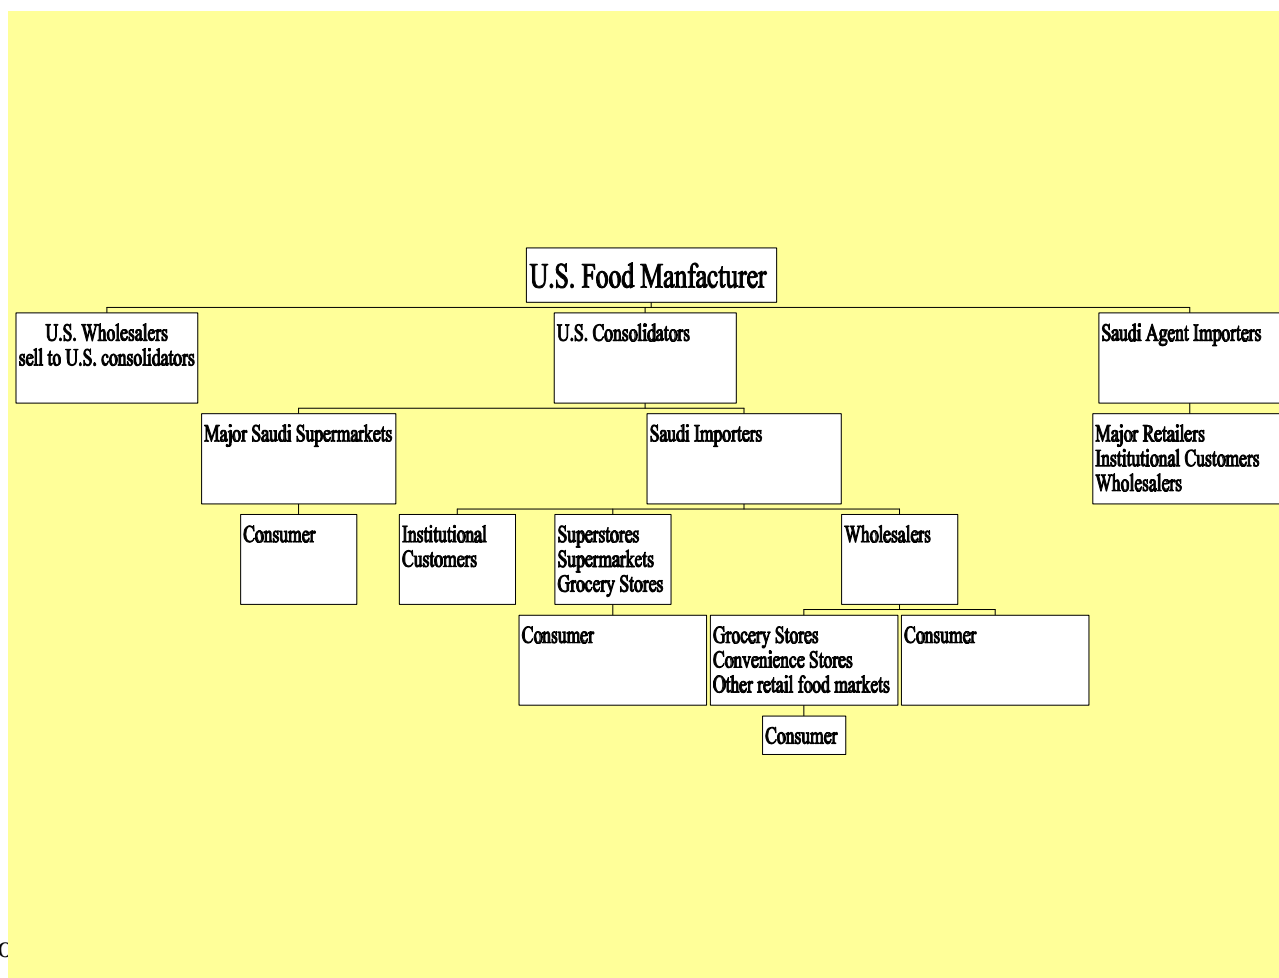 U.S. Food Manfacturer
U.S. Wholesalers
sell to U.S. consolidators
U.S. Consolidators
Saudi Agent Importers
Major Saudi Supermarkets
Saudi Importers
Major Retailers
Institutional Customers
Wholesalers
Consumer
Institutional
Customers
Superstores
Supermarkets
Grocery Stores
Wholesalers
Consumer
Grocery Stores
Convenience Stores
Other retail food markets
Consumer
Consumer